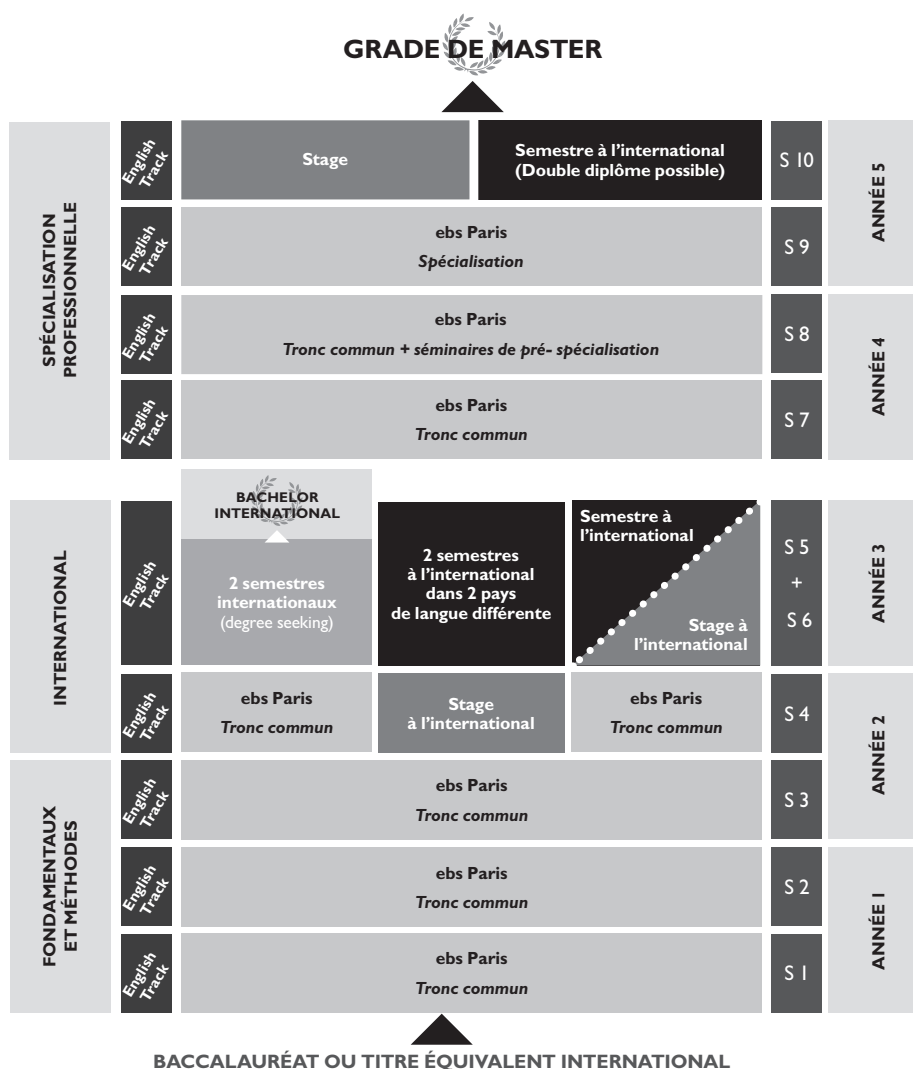 GRADE DE MASTER
SPÉCIALISATION
PROFESSIONNELLE
English
Track
Stage
Semestre à l'international
(Double diplôme possible)
S 10
ANNÉE 5
English
Track
ebs Paris
Spécialisation
S 9
English
Track
ebs Paris
Tronc commun + séminaires de pré- spécialisation
S 8
ANNÉE 4
English
Track
ebs Paris
Tronc commun
S 7
INTERNATIONAL
English
Track
BACHELOR
INTERNATIONAL
2 semestres
internationaux
(degree seeking)
2 semestres
à l'international
dans 2 pays
de langue différente
Semestre à
l'international
Stage à
l'international
S 5
+
S 6
ANNÉE 3
English
Track
ebs Paris
Tronc commun
Stage
à l'international
ebs Paris
Tronc commun
S 4
ANNÉE 2
FONDAMENTAUX
ET MÉTHODES
English
Track
ebs Paris
Tronc commun
S 3
English
Track
ebs Paris
Tronc commun
S 2
ANNÉE 1
English
Track
ebs Paris
Tronc commun
S 1
BACCALAURÉAT OU TITRE ÉQUIVALENT INTERNATIONAL